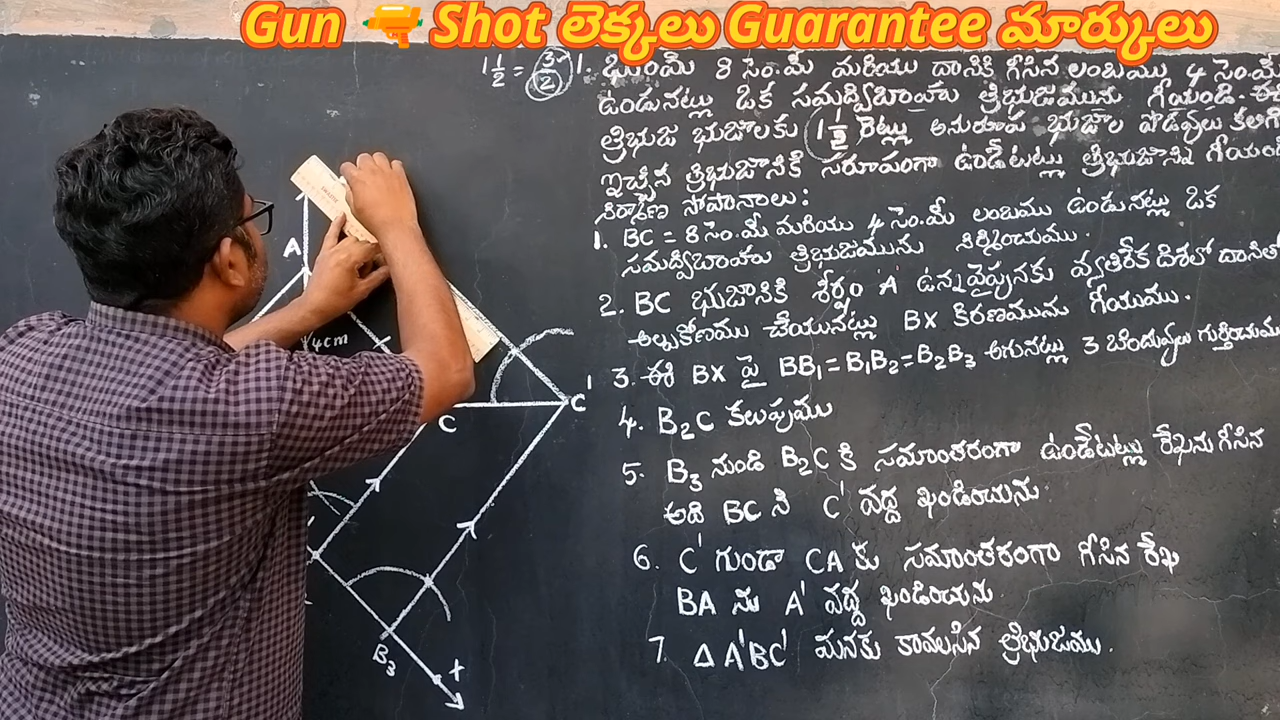 Gun Shot లెక్కలు Guarantee మార్కులు
1 1/2 = 3/2
1. భూమి 8 సెం.మీ మరియు దానికి గీసిన లంబము 4 సెం.మీ
ఉండునట్లు ఒక సమద్విబాహు త్రిభుజమును గీయండి. ఈ
త్రిభుజ భుజాలకు 1 1/2 రెట్లు అనురూప భుజాల పొడవులు కలిగి
ఇచ్చిన త్రిభుజానికి సరూపంగా ఉండేటట్లు త్రిభుజాన్ని గీయండి
నిర్మాణ సోపానాలు:
1. BC = 8 సెం.మీ మరియు 4 సెం.మీ లంబము ఉండునట్లు ఒక
సమద్విబాహు త్రిభుజమును నిర్మించుము.
2. BC భుజానికి శీర్షం 'A' ఉన్నవైపునకు వ్యతిరేక దిశలో దానితో
అల్పకోణము చేయునట్లు BX కిరణమును గీయుము.
3. ఈ BX పై BB₁ = B₁B₂ = B₂B₃ అగునట్లు 3 బిందువులు గుర్తించుము
4. B₂C కలుపుము
5. B₃ నుండి B₂C కి సమాంతరంగా ఉండేటట్లు రేఖను గీసిన
అది BC ని C' వద్ద ఖండించును.
6. C' గుండా CA కు సమాంతరంగా గీసిన రేఖ
BA ను A' వద్ద ఖండించును.
7. Δ A'BC' మనకు కావలసిన త్రిభుజము.
A
4cm
C
C'
B₃
X